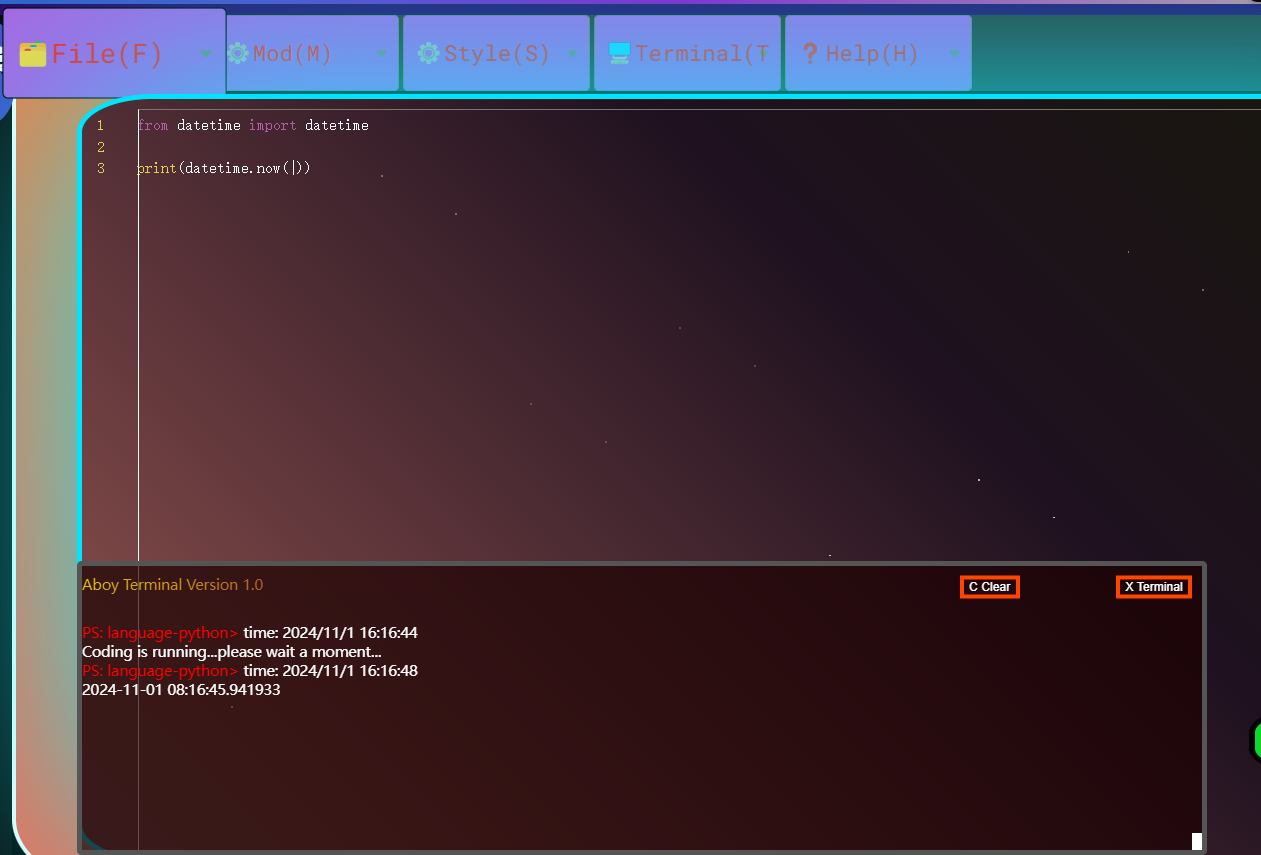 File(F) Mod(M) Style(S) Terminal(T Help(H)
1 from datetime import datetime
2
3 print(datetime.now())
Aboy Terminal Version 1.0 C Clear X Terminal
PS: language-python> time: 2024/11/1 16:16:44
Coding is running...please wait a moment...
PS: language-python> time: 2024/11/1 16:16:48
2024-11-01 08:16:45.941933